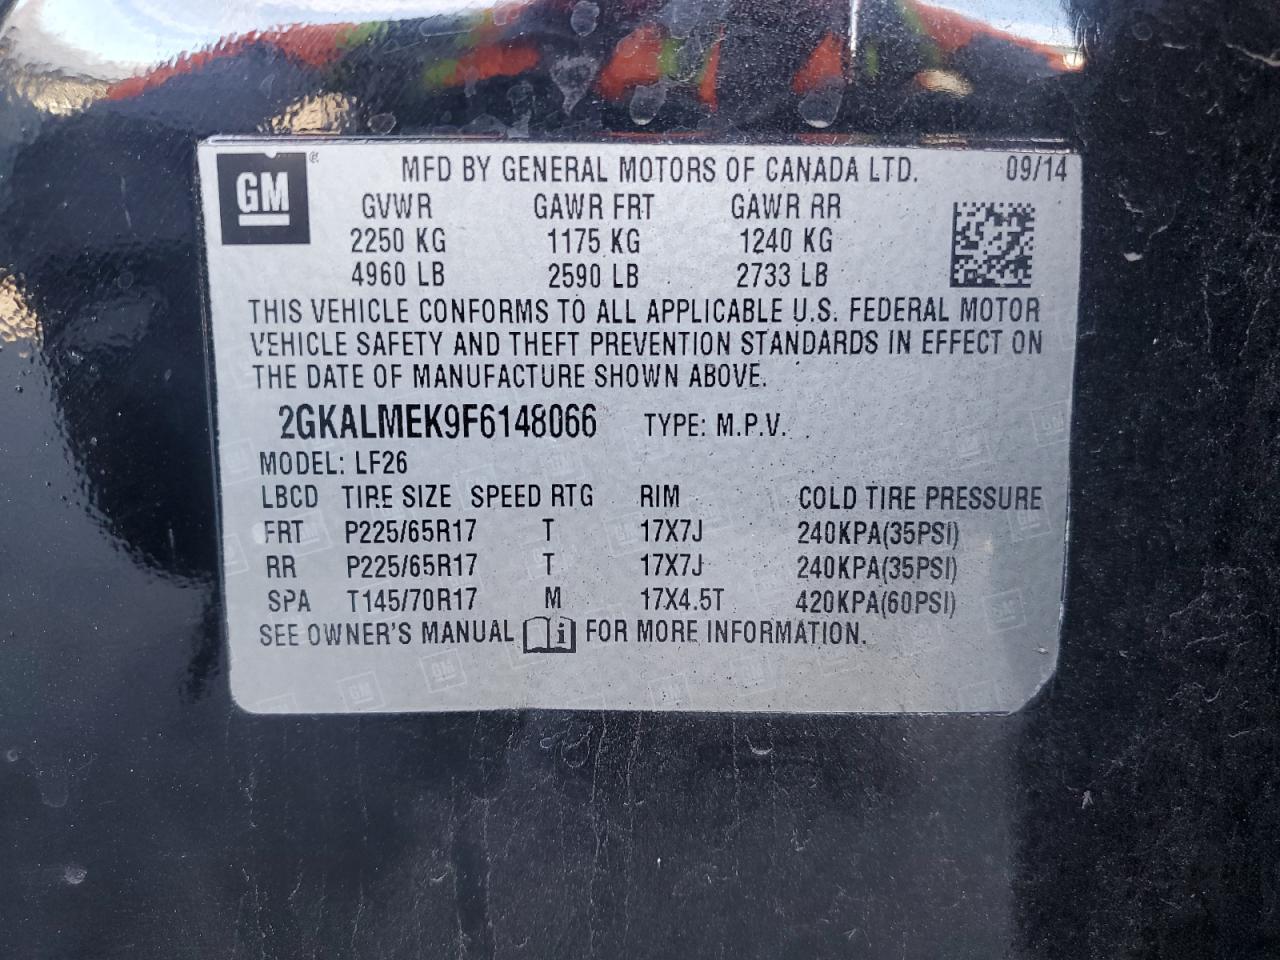 GM ® MFD BY GENERAL MOTORS OF CANADA LTD. 09/14
GVWR GAWR FRT GAWR RR
2250 KG 1175 KG 1240 KG
4960 LB 2590 LB 2733 LB
THIS VEHICLE CONFORMS TO ALL APPLICABLE U.S. FEDERAL MOTOR
VEHICLE SAFETY AND THEFT PREVENTION STANDARDS IN EFFECT ON
THE DATE OF MANUFACTURE SHOWN ABOVE.
2GKALMEK9F6148066 TYPE: M.P.V.
MODEL: LF26
LBCD TIRE SIZE SPEED RTG RIM COLD TIRE PRESSURE
FRT P225/65R17 T 17X7J 240KPA(35PSI)
RR P225/65R17 T 17X7J 240KPA(35PSI)
SPA T145/70R17 M 17X4.5T 420KPA(60PSI)
SEE OWNER'S MANUAL i FOR MORE INFORMATION.